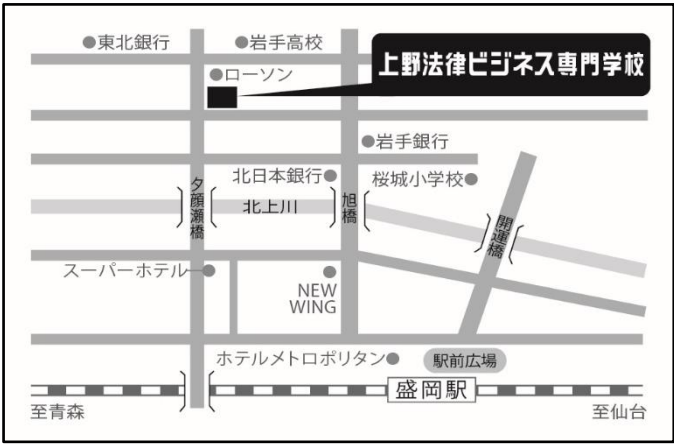 ●東北銀行
●岩手高校
上野法律ビジネス専門学校
●ローソン
●岩手銀行
北日本銀行●
桜城小学校●
夕顔瀬橋
北上川
旭橋
開運橋
スーパーホテル
NEW
WING
ホテルメトロポリタン●
駅前広場
盛岡駅
至青森
至仙台